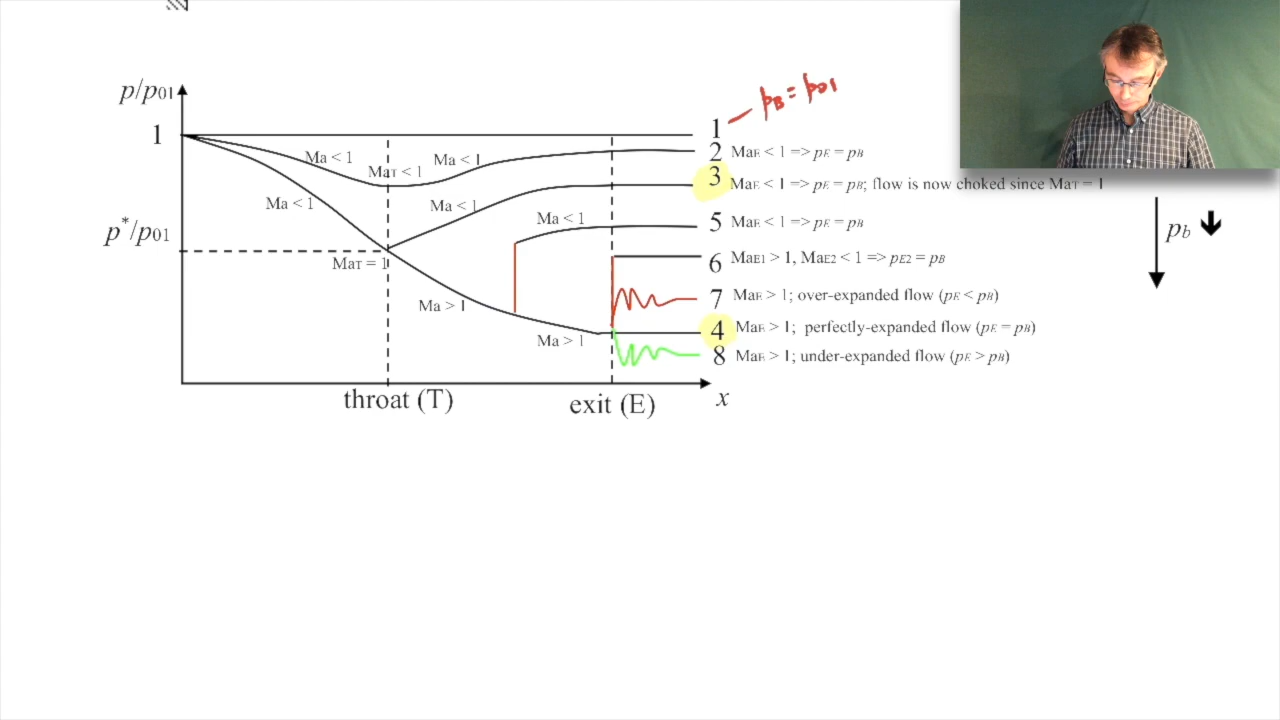 p_B = p_01
p/p01
1
1
Ma < 1
Ma < 1
2 MaE < 1 => pE = pB
MaT < 1
3 MaE < 1 => pE = pB; flow is now choked since MaT = 1
Ma < 1
Ma < 1
Ma < 1
5 MaE < 1 => pE = pB
p*/p01
pb
MaT = 1
6 MaE1 > 1, MaE2 < 1 => pE2 = pB
7 MaE > 1; over-expanded flow (pE < pB)
Ma > 1
4 MaE > 1; perfectly-expanded flow (pE = pB)
Ma > 1
8 MaE > 1; under-expanded flow (pE > pB)
throat (T)
exit (E)
x